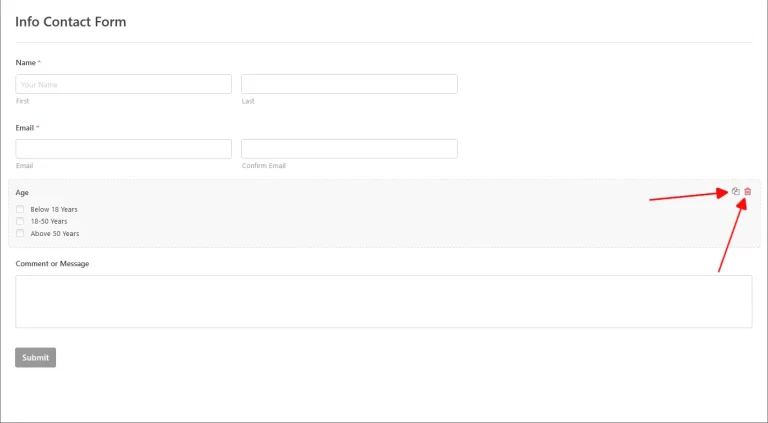 Info Contact Form
Name *
Your Name
First Last
Email *
Email Confirm Email
Age
Below 18 Years
18-50 Years
Above 50 Years
Comment or Message
Submit